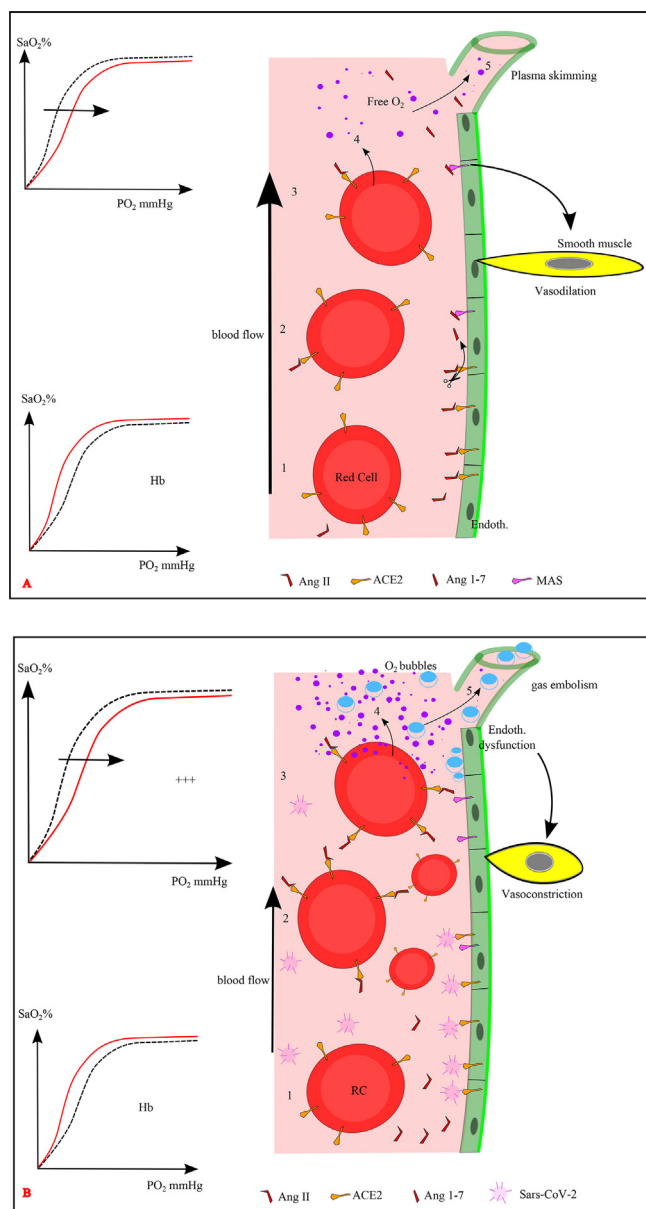 A
SaO2%
PO2 mmHg
SaO2%
Hb
PO2 mmHg
5
Plasma skimming
Free O2
4
3
Smooth muscle
Vasodilation
blood flow
2
1
Red Cell
Endoth.
Ang II
ACE2
Ang 1-7
MAS
B
SaO2%
+++
PO2 mmHg
SaO2%
Hb
PO2 mmHg
O2 bubbles
5
gas embolism
4
Endoth.
dysfunction
3
Vasoconstriction
2
blood flow
1
RC
Ang II
ACE2
Ang 1-7
Sars-CoV-2